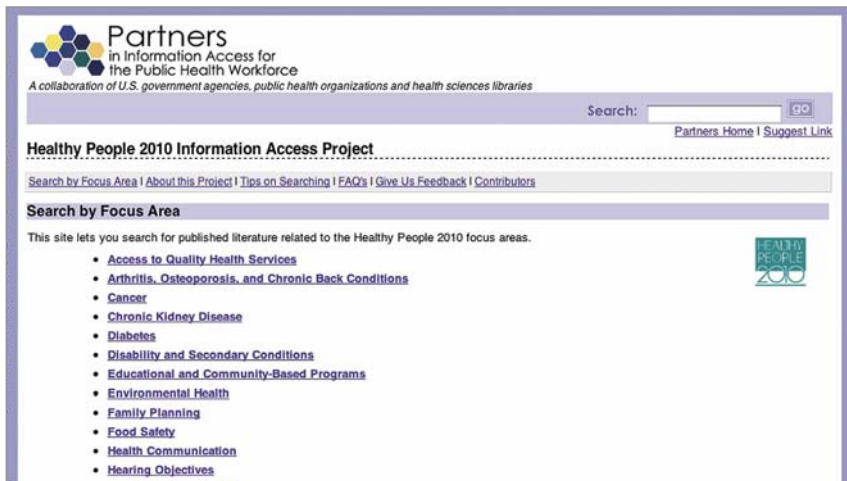 Partners
in Information Access for
the Public Health Workforce
A collaboration of U.S. government agencies, public health organizations and health sciences libraries
Search: go
Partners Home | Suggest Link
Healthy People 2010 Information Access Project
Search by Focus Area | About this Project | Tips on Searching | FAQ's | Give Us Feedback | Contributors
Search by Focus Area
This site lets you search for published literature related to the Healthy People 2010 focus areas.
HEALTHY
PEOPLE
2010
• Access to Quality Health Services
• Arthritis, Osteoporosis, and Chronic Back Conditions
• Cancer
• Chronic Kidney Disease
• Diabetes
• Disability and Secondary Conditions
• Educational and Community-Based Programs
• Environmental Health
• Family Planning
• Food Safety
• Health Communication
• Hearing Objectives